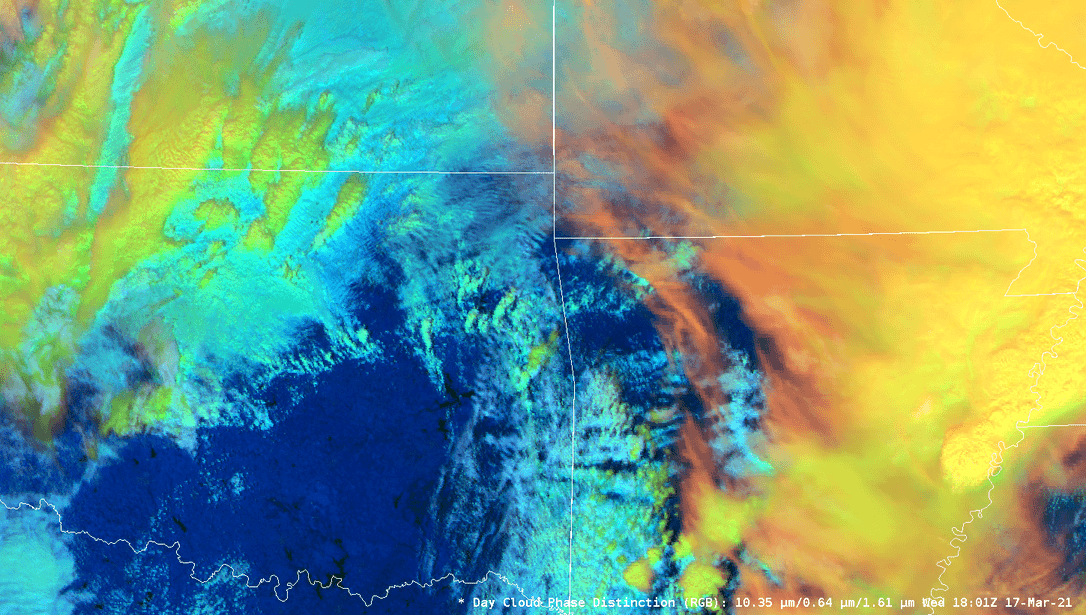 * Day Cloud Phase Distinction (RGB): 10.35 µm/0.64 µm/1.61 µm Wed 18:01Z 17-Mar-21